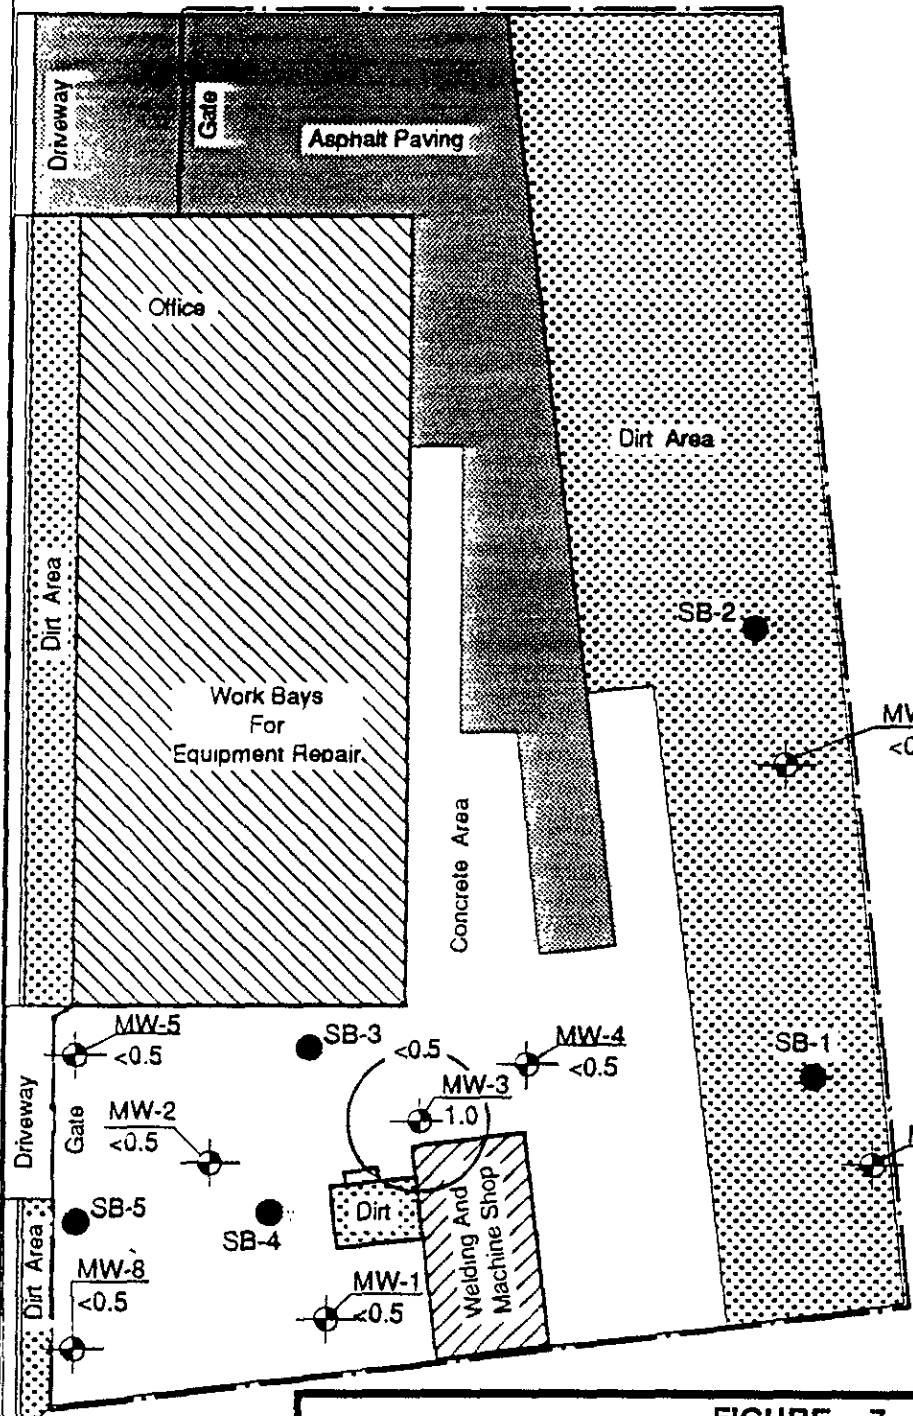 Driveway
Gate
Asphalt Paving
Office
Dirt Area
Dirt Area
SB-2
Work Bays
For
Equipment Repair
Concrete Area
MW-5
<0.5
SB-3
<0.5
MW-4
<0.5
SB-1
MW-3
1.0
MW-2
<0.5
Driveway
Gate
SB-5
SB-4
Dirt
Welding And
Machine Shop
Dirt Area
MW-8
<0.5
MW-1
<0.5